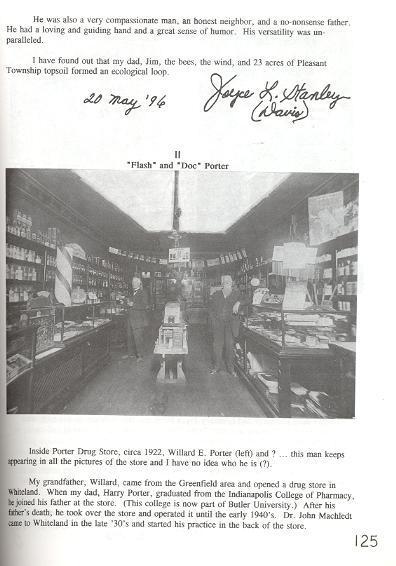 He was also a very compassionate man, an honest neighbor, and a no-nonsense father.
He had a loving and guiding hand and a great sense of humor. His versatility was un-
paralleled.
I have found out that my dad, Jim, the bees, the wind, and 23 acres of Pleasant
Township topsoil formed an ecological loop.
20 May '96
Joyce L. Stanley
(Davis)
II
"Flash" and "Doc" Porter
Inside Porter Drug Store, circa 1922, Willard E. Porter (left) and ? ... this man keeps
appearing in all the pictures of the store and I have no idea who he is (?).
My grandfather, Willard, came from the Greenfield area and opened a drug store in
Whiteland. When my dad, Harry Porter, graduated from the Indianapolis College of Pharmacy,
he joined his father at the store. (This college is now part of Butler University.) After his
father's death, he took over the store and operated it until the early 1940's. Dr. John Machledt
came to Whiteland in the late '30's and started his practice in the back of the store.
125